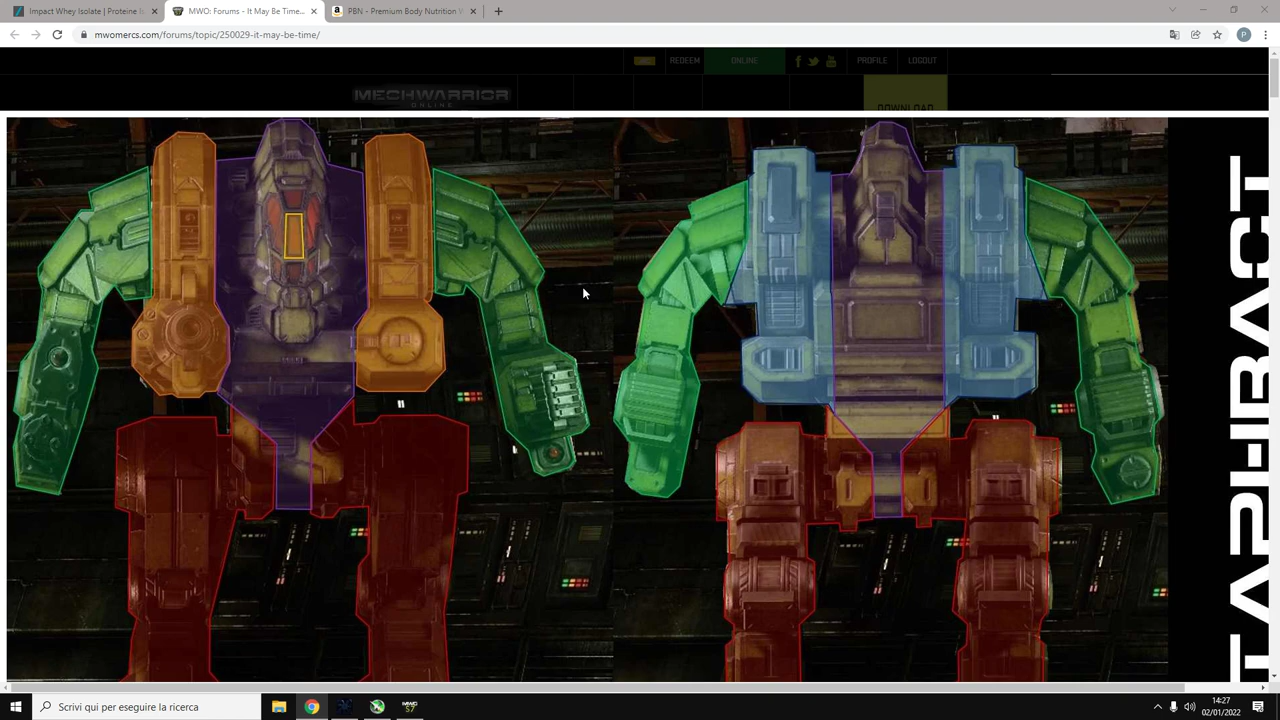 Impact Whey Isolate | Proteine Is
MWO: Forums - It May Be Time...
PBN - Premium Body Nutrition W
mwomercs.com/forums/topic/250029-it-may-be-time/
P
REDEEM
ONLINE
PROFILE
LOGOUT
MECHWARRIOR
ONLINE
DOWNLOAD
TAPHRACT
Scrivi qui per eseguire la ricerca
14:27
02/01/2022